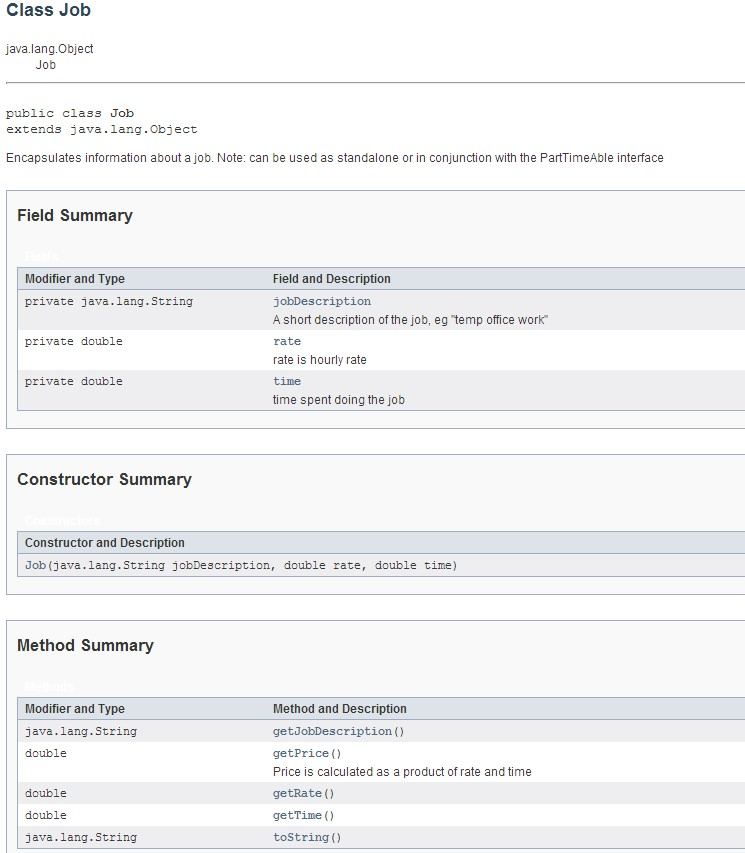 Class Job
java.lang.Object
Job
public class Job
extends java.lang.Object
Encapsulates information about a job. Note: can be used as standalone or in conjunction with the PartTimeAble interface
Field Summary
Fields
Modifier and Type Field and Description
private java.lang.String jobDescription
A short description of the job, eg "temp office work"
private double rate
rate is hourly rate
private double time
time spent doing the job
Constructor Summary
Constructors
Constructor and Description
Job(java.lang.String jobDescription, double rate, double time)
Method Summary
Methods
Modifier and Type Method and Description
java.lang.String getJobDescription()
double getPrice()
Price is calculated as a product of rate and time
double getRate()
double getTime()
java.lang.String toString()